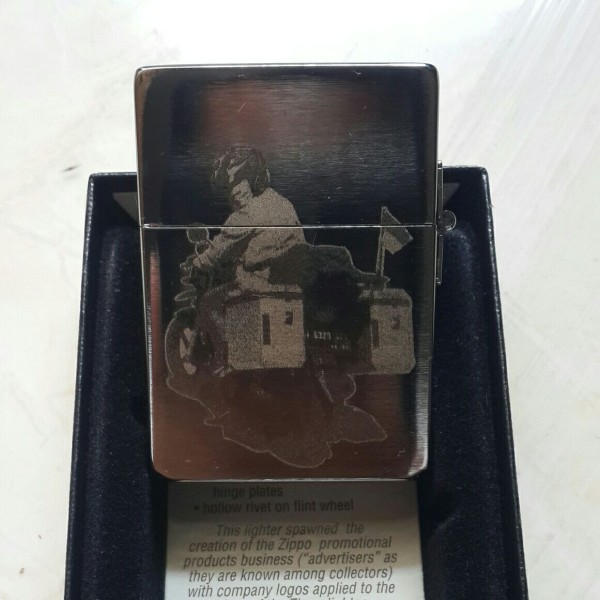 hinge plates
• hollow rivet on flint wheel
This lighter spawned the
creation of the Zippo promotional
products business ("advertisers" as
they are known among collectors)
with company logos applied to the